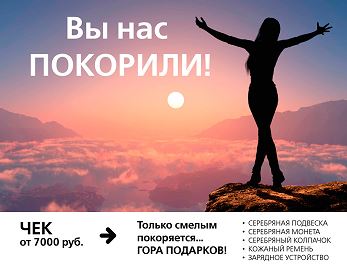 Вы нас
ПОКОРИЛИ!
ЧЕК
от 7000 руб.
Только смелым
покоряется...
ГОРА ПОДАРКОВ!
• СЕРЕБРЯНАЯ ПОДВЕСКА
• СЕРЕБРЯНАЯ МОНЕТА
• СЕРЕБРЯНЫЙ КОЛПАЧОК
• КОЖАНЫЙ РЕМЕНЬ
• ЗАРЯДНОЕ УСТРОЙСТВО